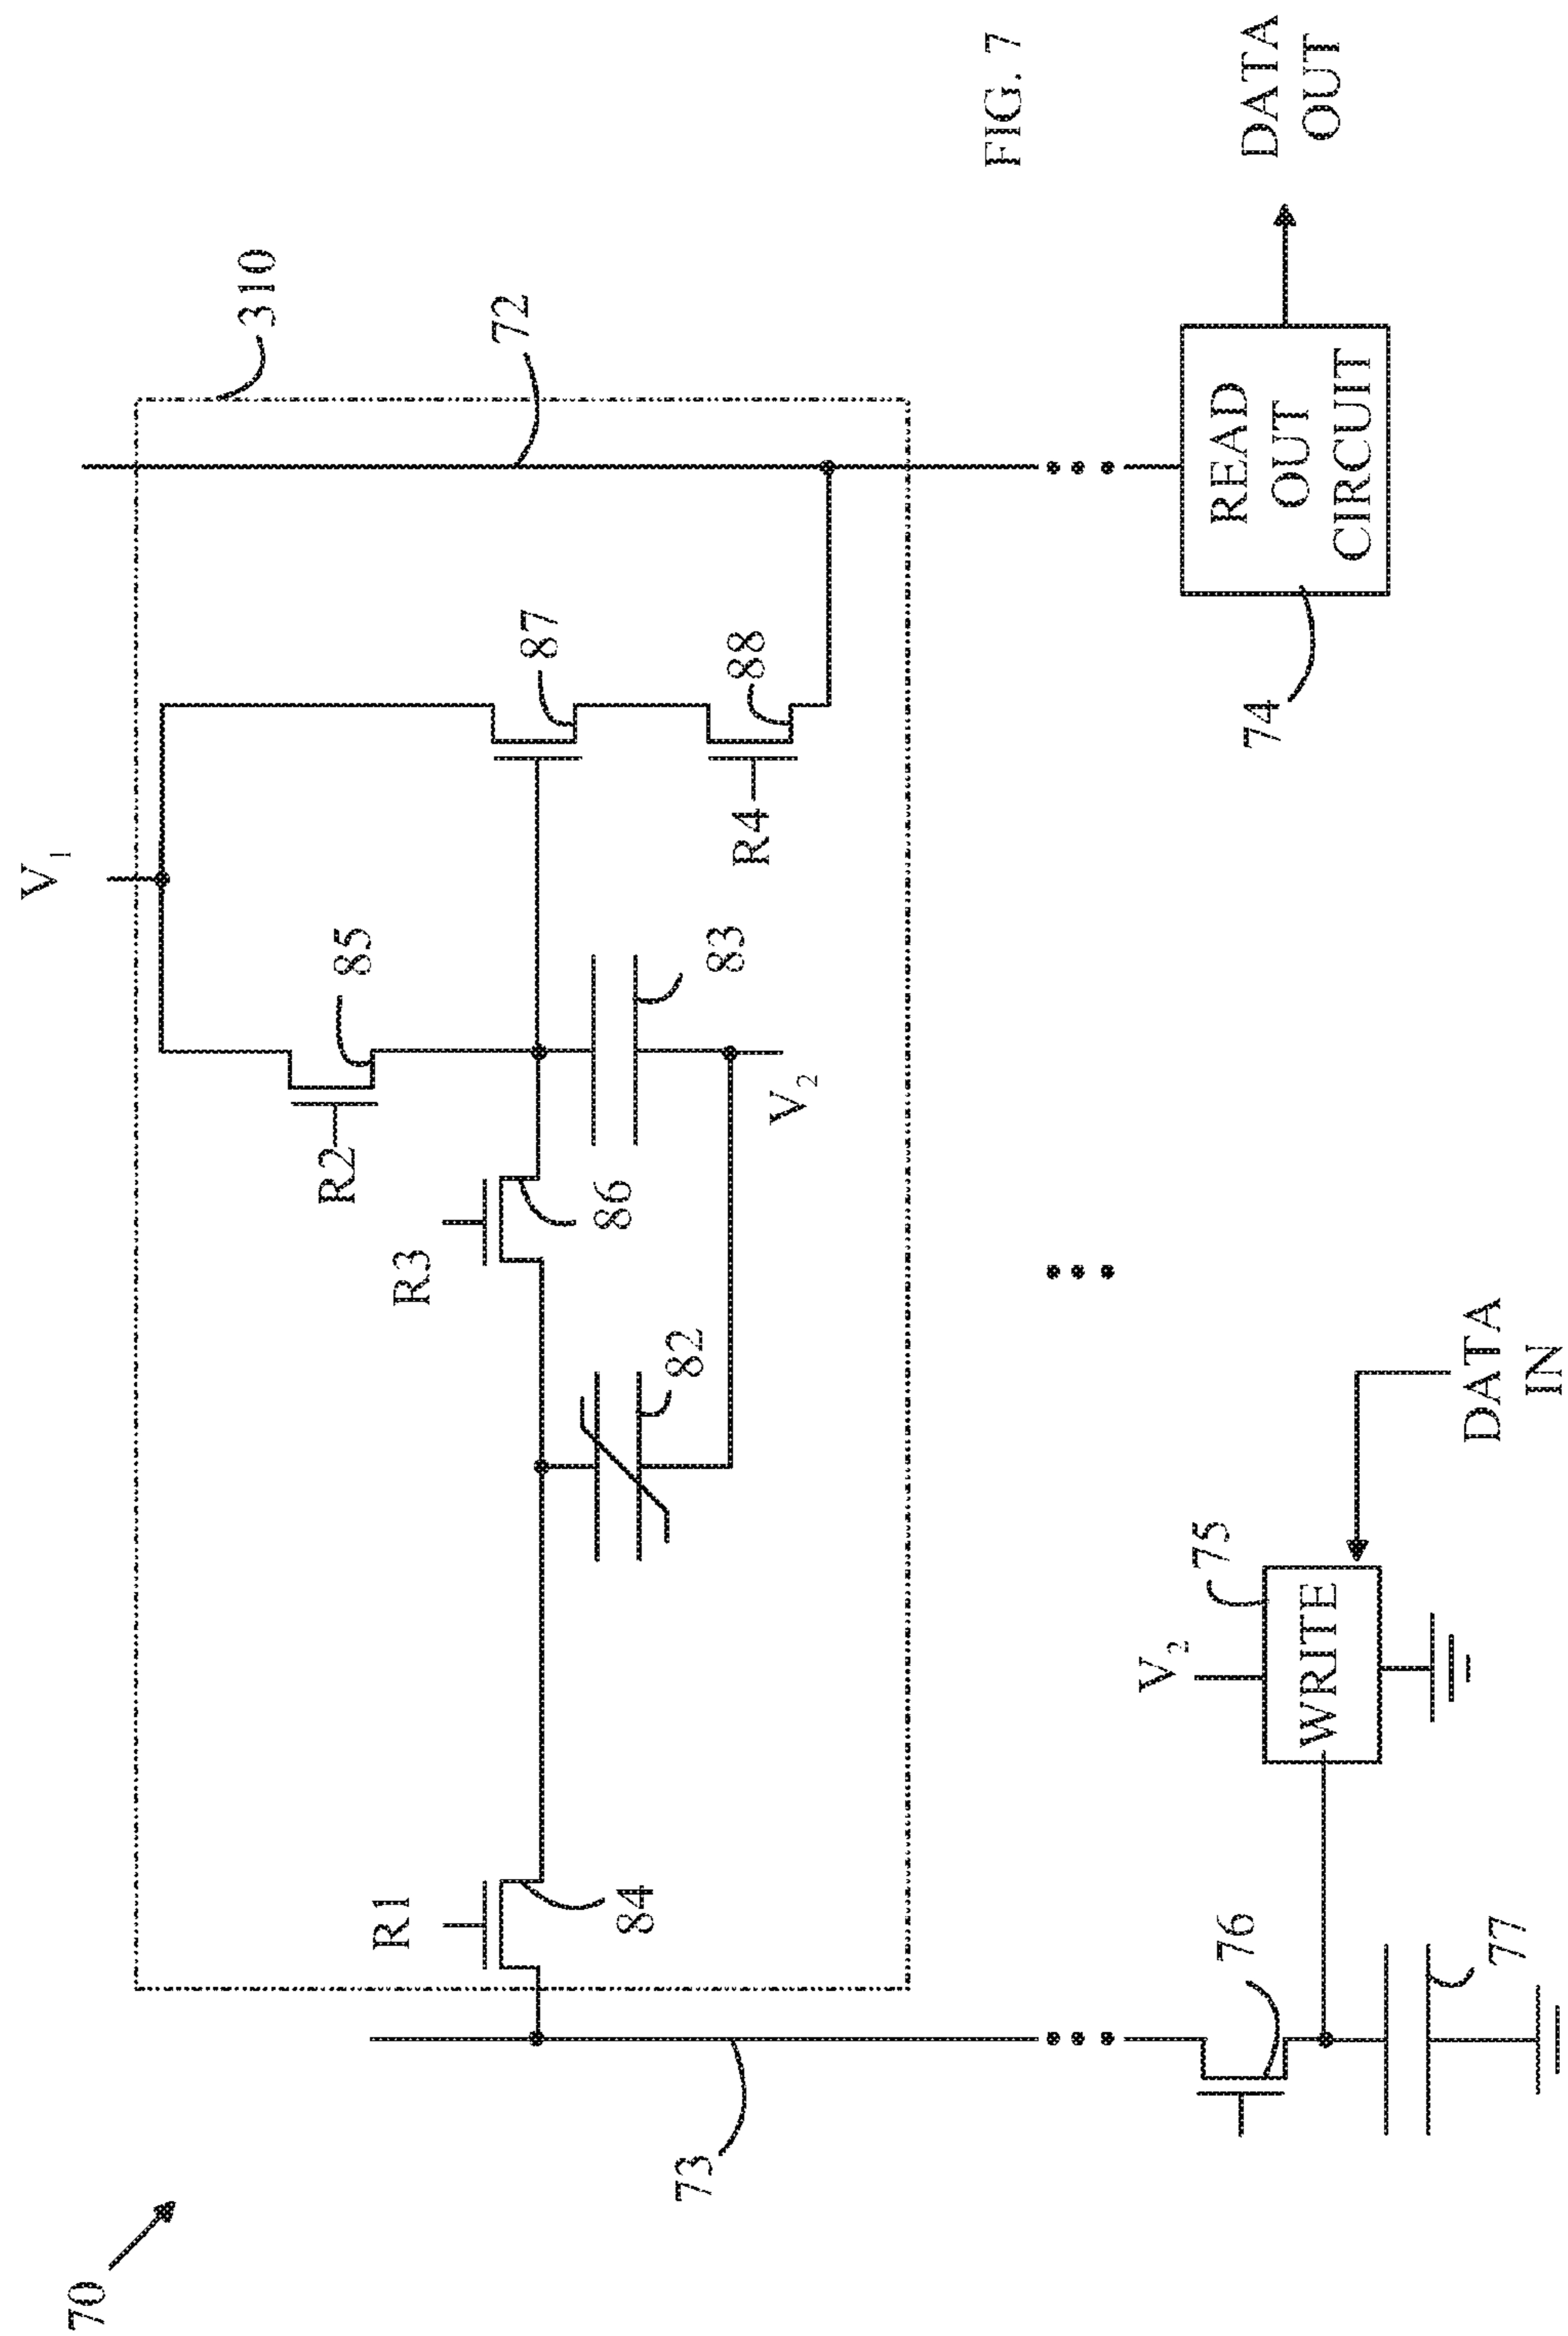 70
V1
310
R2
85
72
R1
84
R3
86
82
83
V2
87
R4
88
73
FIG. 7
76
77
V2
75
WRITE
DATA
IN
74
READ
OUT
CIRCUIT
DATA
OUT